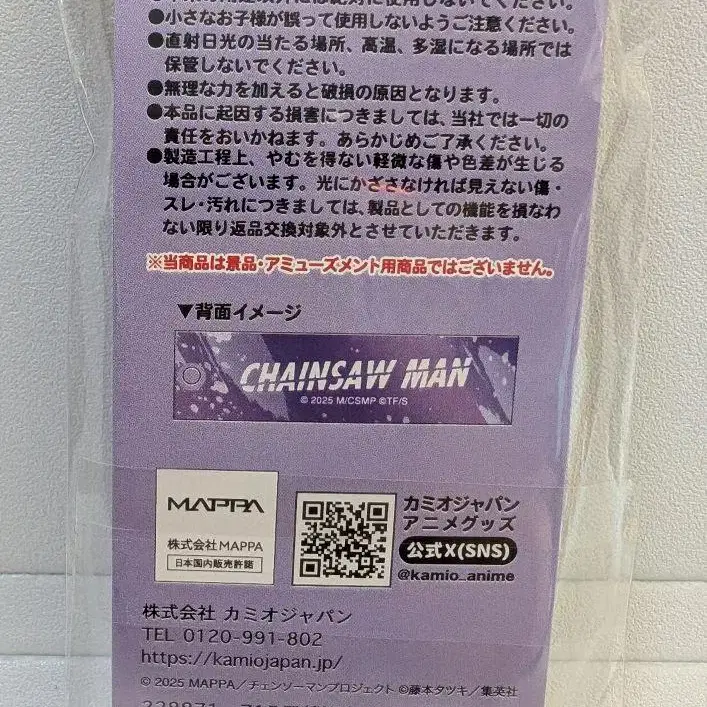 ●小さなお子様が誤って使用しないようご注意ください。
●直射日光の当たる場所、高温、多湿になる場所では
保管しないでください。
●無理な力を加えると破損の原因となります。
●本品に起因する損害につきましては、当社では一切の
責任をおいかねます。あらかじめご了承ください。
●製造工程上、やむを得ない軽微な傷や色差が生じる
場合がございます。光にかざさなければ見えない傷・
スレ・汚れにつきましては、製品としての機能を損なわ
ない限り返品交換対象外とさせていただきます。
※当商品は景品・アミューズメント用商品ではございません。
▼背面イメージ
CHAINSAW MAN
© 2025 M/CSMP ©TF/S
MAPPA
株式会社MAPPA
日本国内販売許諾
カミオジャパン
アニメグッズ
公式X(SNS)
@kamio_anime
株式会社 カミオジャパン
TEL 0120-991-802
https://kamiojapan.jp/
© 2025 MAPPA／チェンソーマンプロジェクト ©藤本タツキ／集英社